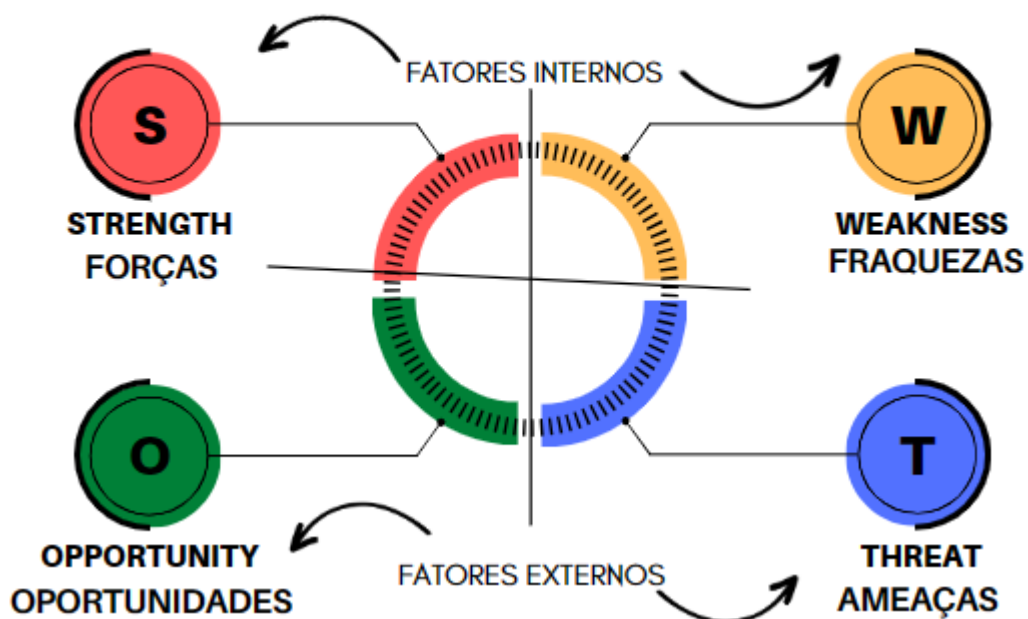 FATORES INTERNOS
S
STRENGTH
FORÇAS
W
WEAKNESS
FRAQUEZAS
O
OPPORTUNITY
OPORTUNIDADES
T
THREAT
AMEAÇAS
FATORES EXTERNOS